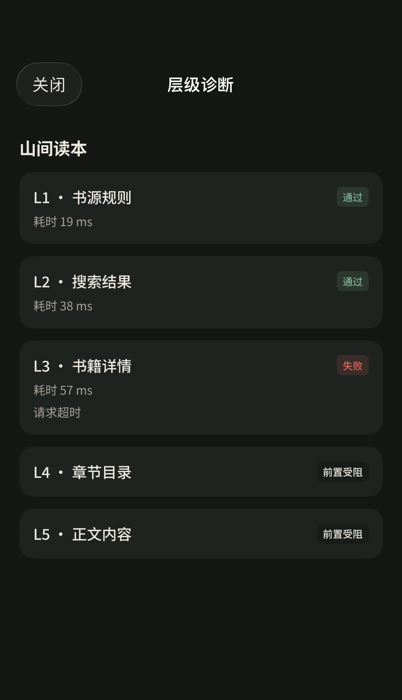 关闭
层级诊断
山间读本
L1 · 书源规则
通过
耗时 19 ms
L2 · 搜索结果
通过
耗时 38 ms
L3 · 书籍详情
失败
耗时 57 ms
请求超时
L4 · 章节目录
前置受阻
L5 · 正文内容
前置受阻